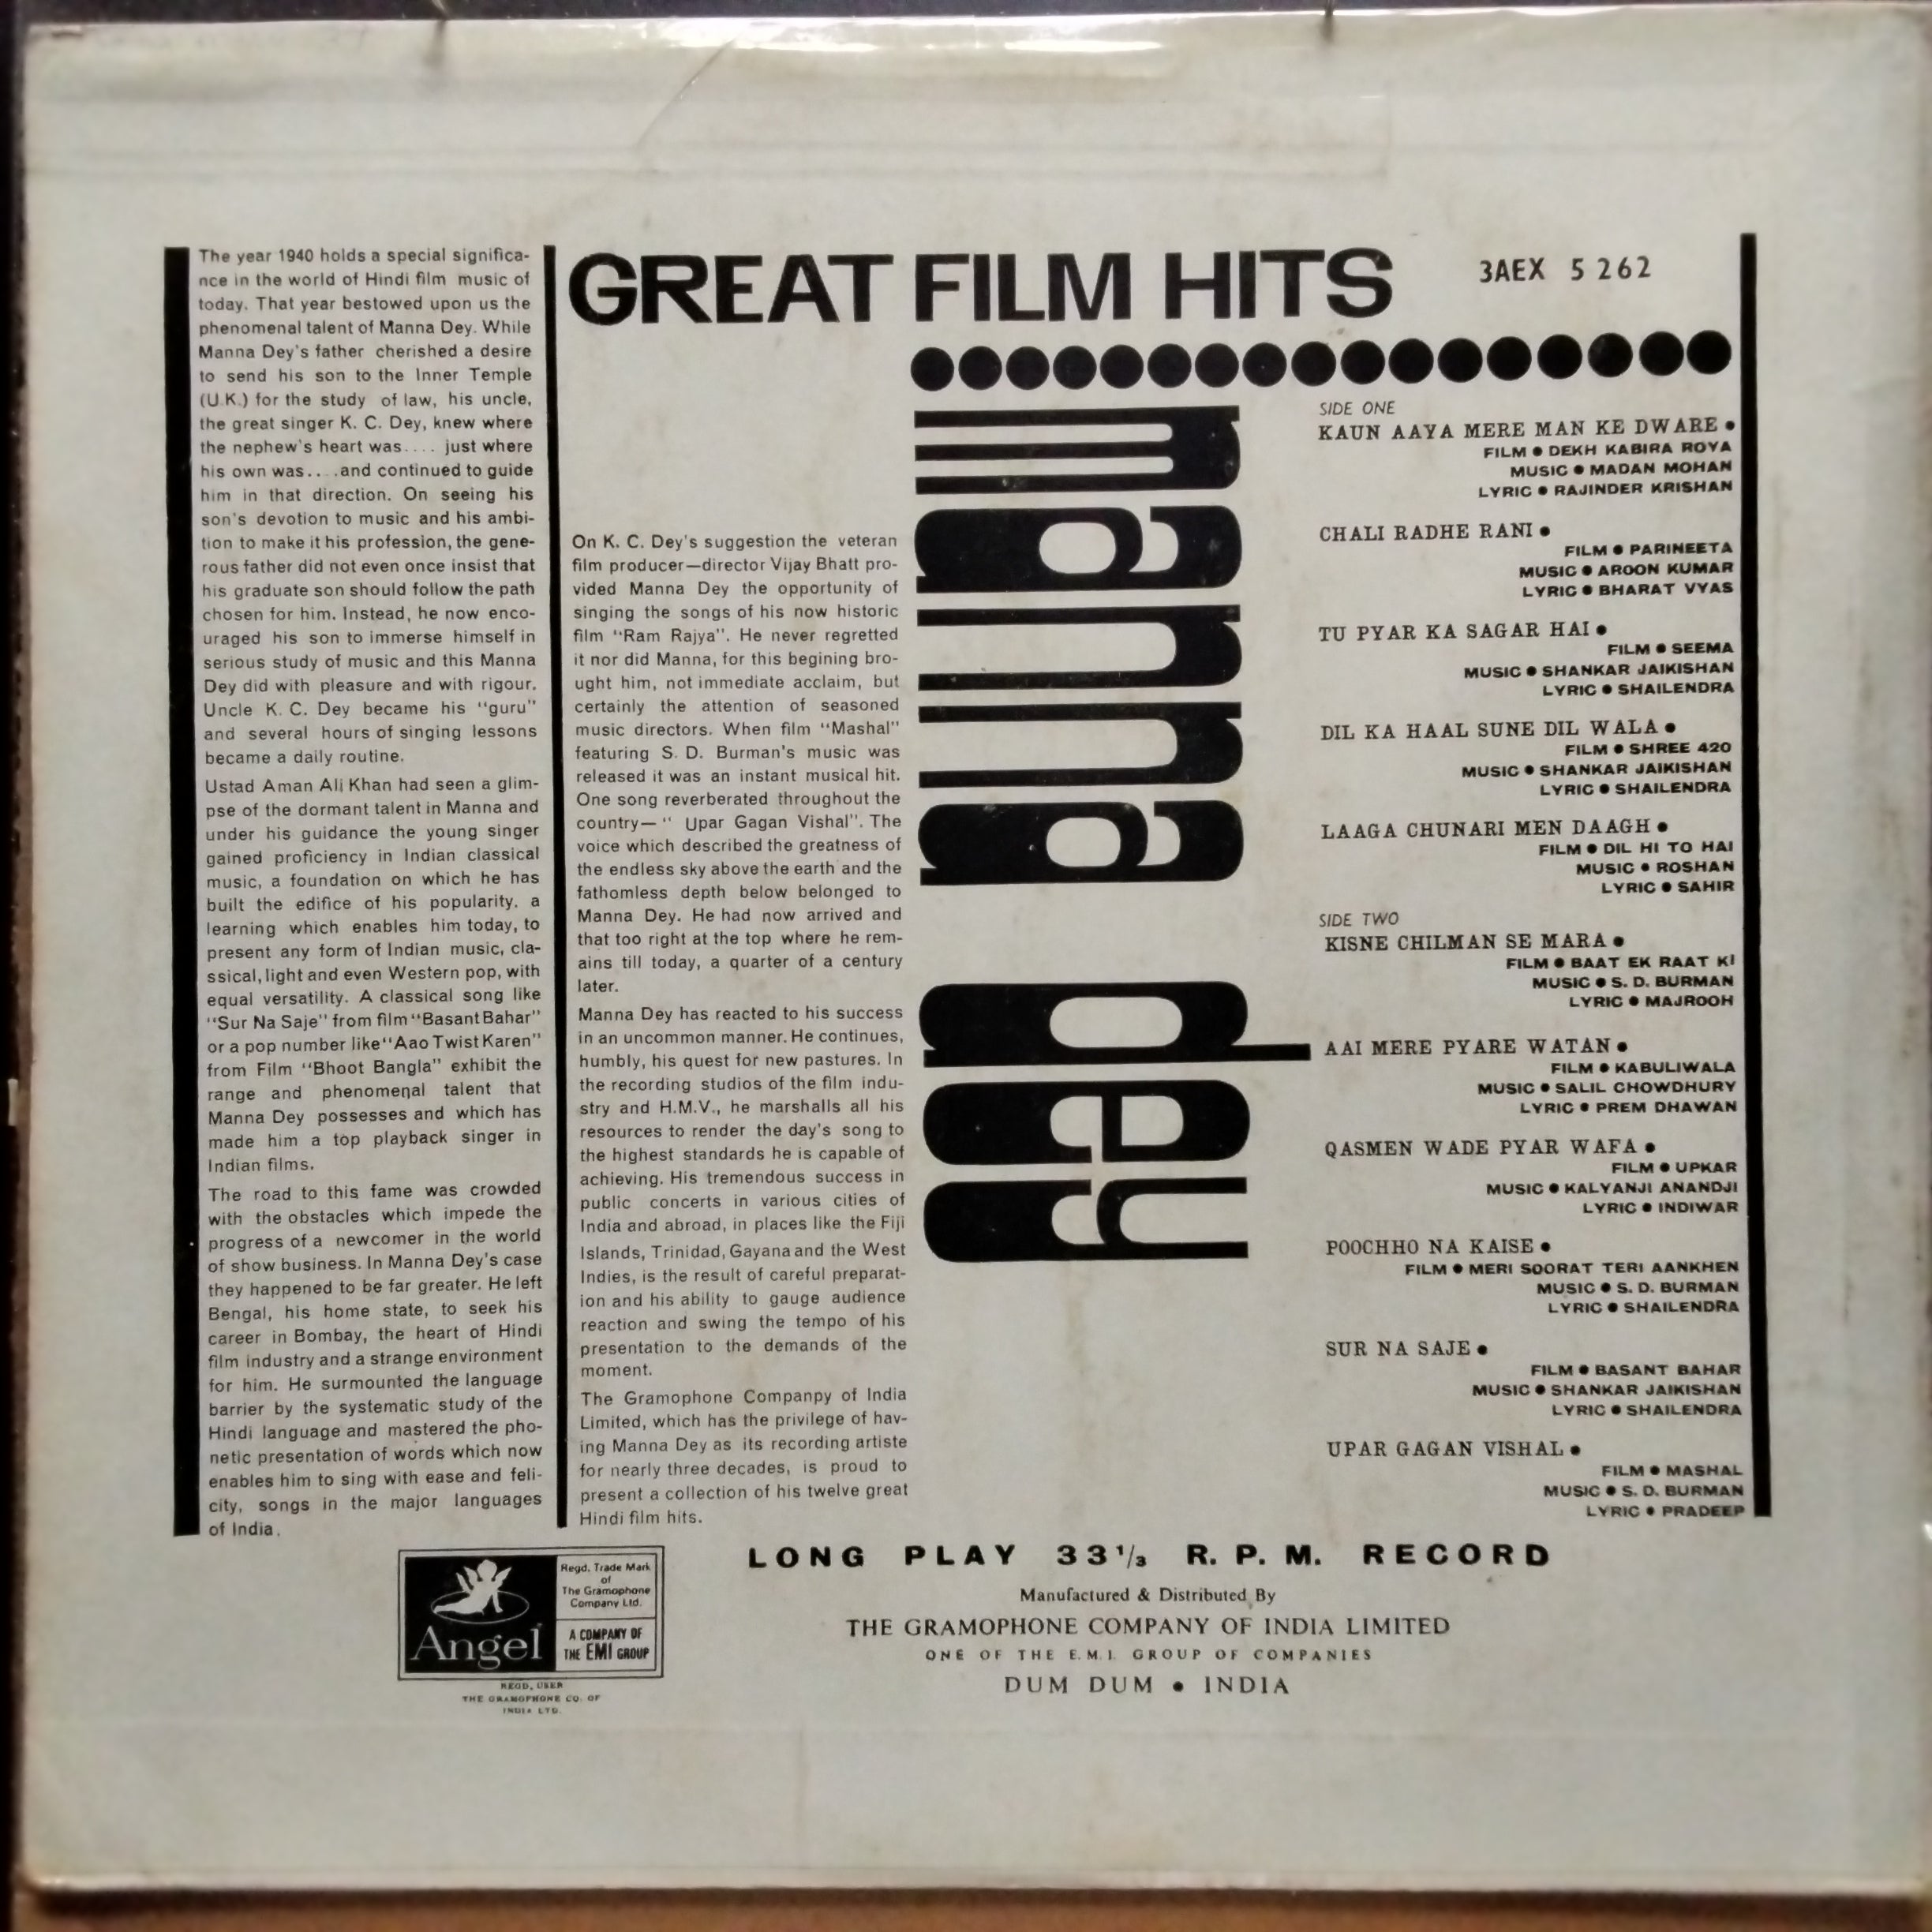 The year 1940 holds a special significa-
nce in the world of Hindi film music of
today. That year bestowed upon us the
phenomenal talent of Manna Dey. While
Manna Dey's father cherished a desire
to send his son to the Inner Temple
(U.K.) for the study of law, his uncle,
the great singer K. C. Dey, knew where
the nephew's heart was.... just where
his own was....and continued to guide
him in that direction. On seeing his
son's devotion to music and his ambi-
tion to make it his profession, the gene-
rous father did not even once insist that
his graduate son should follow the path
chosen for him. Instead, he now enco-
uraged his son to immerse himself in
serious study of music and this Manna
Dey did with pleasure and with rigour.
Uncle K. C. Dey became his "guru"
and several hours of singing lessons
became a daily routine.
Ustad Aman Ali Khan had seen a glim-
pse of the dormant talent in Manna and
under his guidance the young singer
gained proficiency in Indian classical
music, a foundation on which he has
built the edifice of his popularity. a
learning which enables him today, to
present any form of Indian music, cla-
ssical, light and even Western pop, with
equal versatility. A classical song like
"Sur Na Saje" from film "Basant Bahar"
or a pop number like "Aao Twist Karen"
from Film "Bhoot Bangla" exhibit the
range and phenomenal talent that
Manna Dey possesses and which has
made him a top playback singer in
Indian films.
The road to this fame was crowded
with the obstacles which impede the
progress of a newcomer in the world
of show business. In Manna Dey's case
they happened to be far greater. He left
Bengal, his home state, to seek his
career in Bombay, the heart of Hindi
film industry and a strange environment
for him. He surmounted the language
barrier by the systematic study of the
Hindi language and mastered the pho-
netic presentation of words which now
enables him to sing with ease and feli-
city, songs in the major languages
of India.
GREAT FILM HITS
3AEX 5262
On K. C. Dey's suggestion the veteran
film producer—director Vijay Bhatt pro-
vided Manna Dey the opportunity of
singing the songs of his now historic
film "Ram Rajya". He never regretted
it nor did Manna, for this begining bro-
ught him, not immediate acclaim, but
certainly the attention of seasoned
music directors. When film "Mashal"
featuring S. D. Burman's music was
released it was an instant musical hit.
One song reverberated throughout the
country— " Upar Gagan Vishal". The
voice which described the greatness of
the endless sky above the earth and the
fathomless depth below belonged to
Manna Dey. He had now arrived and
that too right at the top where he rem-
ains till today, a quarter of a century
later.
Manna Dey has reacted to his success
in an uncommon manner. He continues,
humbly, his quest for new pastures. In
the recording studios of the film indu-
stry and H.M.V., he marshalls all his
resources to render the day's song to
the highest standards he is capable of
achieving. His tremendous success in
public concerts in various cities of
India and abroad, in places like the Fiji
Islands, Trinidad, Gayana and the West
Indies, is the result of careful preparat-
ion and his ability to gauge audience
reaction and swing the tempo of his
presentation to the demands of the
moment.
The Gramophone Companpy of India
Limited, which has the privilege of hav-
ing Manna Dey as its recording artiste
for nearly three decades, is proud to
present a collection of his twelve great
Hindi film hits.
manna dey
SIDE ONE
KAUN AAYA MERE MAN KE DWARE ●
FILM ● DEKH KABIRA ROYA
MUSIC ● MADAN MOHAN
LYRIC ● RAJINDER KRISHAN
CHALI RADHE RANI ●
FILM ● PARINEETA
MUSIC ● AROON KUMAR
LYRIC ● BHARAT VYAS
TU PYAR KA SAGAR HAI ●
FILM ● SEEMA
MUSIC ● SHANKAR JAIKISHAN
LYRIC ● SHAILENDRA
DIL KA HAAL SUNE DIL WALA ●
FILM ● SHREE 420
MUSIC ● SHANKAR JAIKISHAN
LYRIC ● SHAILENDRA
LAAGA CHUNARI MEN DAAGH ●
FILM ● DIL HI TO HAI
MUSIC ● ROSHAN
LYRIC ● SAHIR
SIDE TWO
KISNE CHILMAN SE MARA ●
FILM ● BAAT EK RAAT KI
MUSIC ● S. D. BURMAN
LYRIC ● MAJROOH
AAI MERE PYARE WATAN ●
FILM ● KABULIWALA
MUSIC ● SALIL CHOWDHURY
LYRIC ● PREM DHAWAN
QASMEN WADE PYAR WAFA ●
FILM ● UPKAR
MUSIC ● KALYANJI ANANDJI
LYRIC ● INDIWAR
POOCHHO NA KAISE ●
FILM ● MERI SOORAT TERI AANKHEN
MUSIC ● S. D. BURMAN
LYRIC ● SHAILENDRA
SUR NA SAJE ●
FILM ● BASANT BAHAR
MUSIC ● SHANKAR JAIKISHAN
LYRIC ● SHAILENDRA
UPAR GAGAN VISHAL ●
FILM ● MASHAL
MUSIC ● S. D. BURMAN
LYRIC ● PRADEEP
Angel
Regd. Trade Mark
of
The Gramophone
Company Ltd.
A COMPANY OF
THE EMI GROUP
REGD, USER
THE GRAMOPHONE CO. OF
INDIA LTD.
LONG PLAY 33⅓ R. P. M. RECORD
Manufactured & Distributed By
THE GRAMOPHONE COMPANY OF INDIA LIMITED
ONE OF THE E.M.I. GROUP OF COMPANIES
DUM DUM ● INDIA